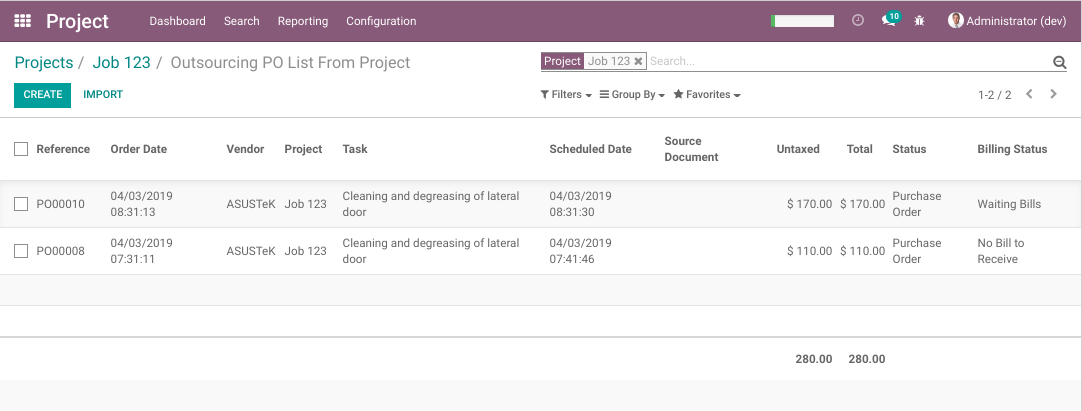 Project Dashboard Search Reporting Configuration 10 Administrator (dev)
Projects / Job 123 / Outsourcing PO List From Project
Project Job 123 ✖ Search...
CREATE IMPORT
Filters Group By Favorites 1-2 / 2
Reference Order Date Vendor Project Task Scheduled Date Source Document Untaxed Total Status Billing Status
PO00010 04/03/2019 08:31:13 ASUSTeK Job 123 Cleaning and degreasing of lateral door 04/03/2019 08:31:30 $ 170.00 $ 170.00 Purchase Order Waiting Bills
PO00008 04/03/2019 07:31:11 ASUSTeK Job 123 Cleaning and degreasing of lateral door 04/03/2019 07:41:46 $ 110.00 $ 110.00 Purchase Order No Bill to Receive
280.00 280.00